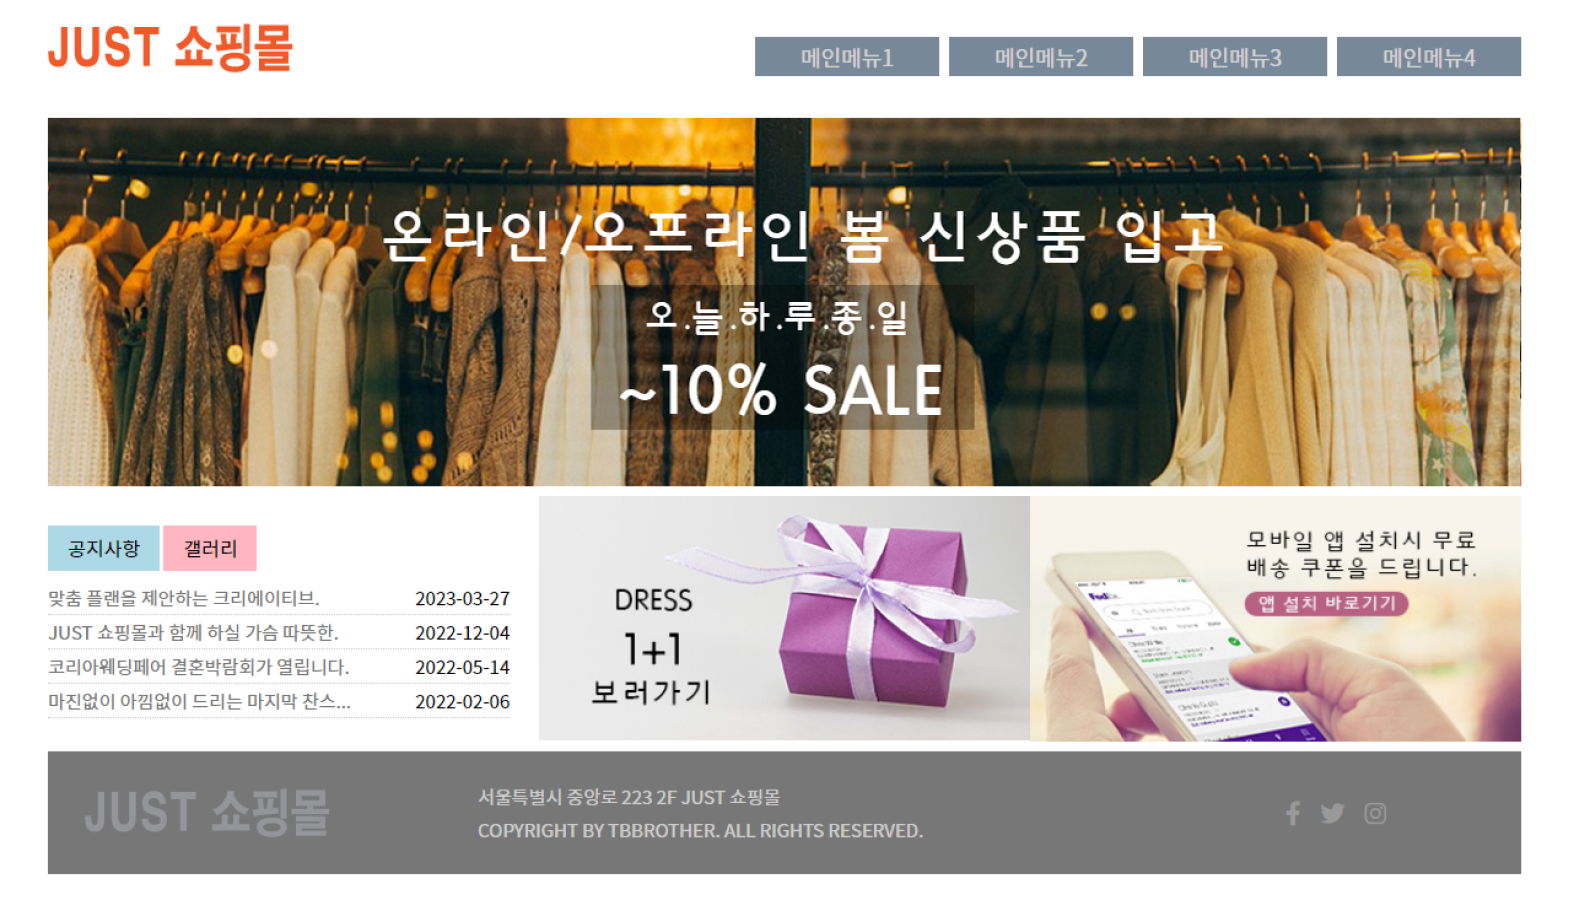 JUST 쇼핑몰
메인메뉴1
메인메뉴2
메인메뉴3
메인메뉴4
온라인/오프라인 봄 신상품 입고
오.늘.하.루.종.일
~10% SALE
공지사항
갤러리
맞춤 플랜을 제안하는 크리에이티브.
2023-03-27
JUST 쇼핑몰과 함께 하실 가슴 따뜻한.
2022-12-04
코리아웨딩페어 결혼박람회가 열립니다.
2022-05-14
마진없이 아낌없이 드리는 마지막 찬스...
2022-02-06
DRESS
1+1
보러가기
모바일 앱 설치시 무료
배송 쿠폰을 드립니다.
앱 설치 바로기기
JUST 쇼핑몰
서울특별시 중앙로 223 2F JUST 쇼핑몰
COPYRIGHT BY TBBROTHER. ALL RIGHTS RESERVED.